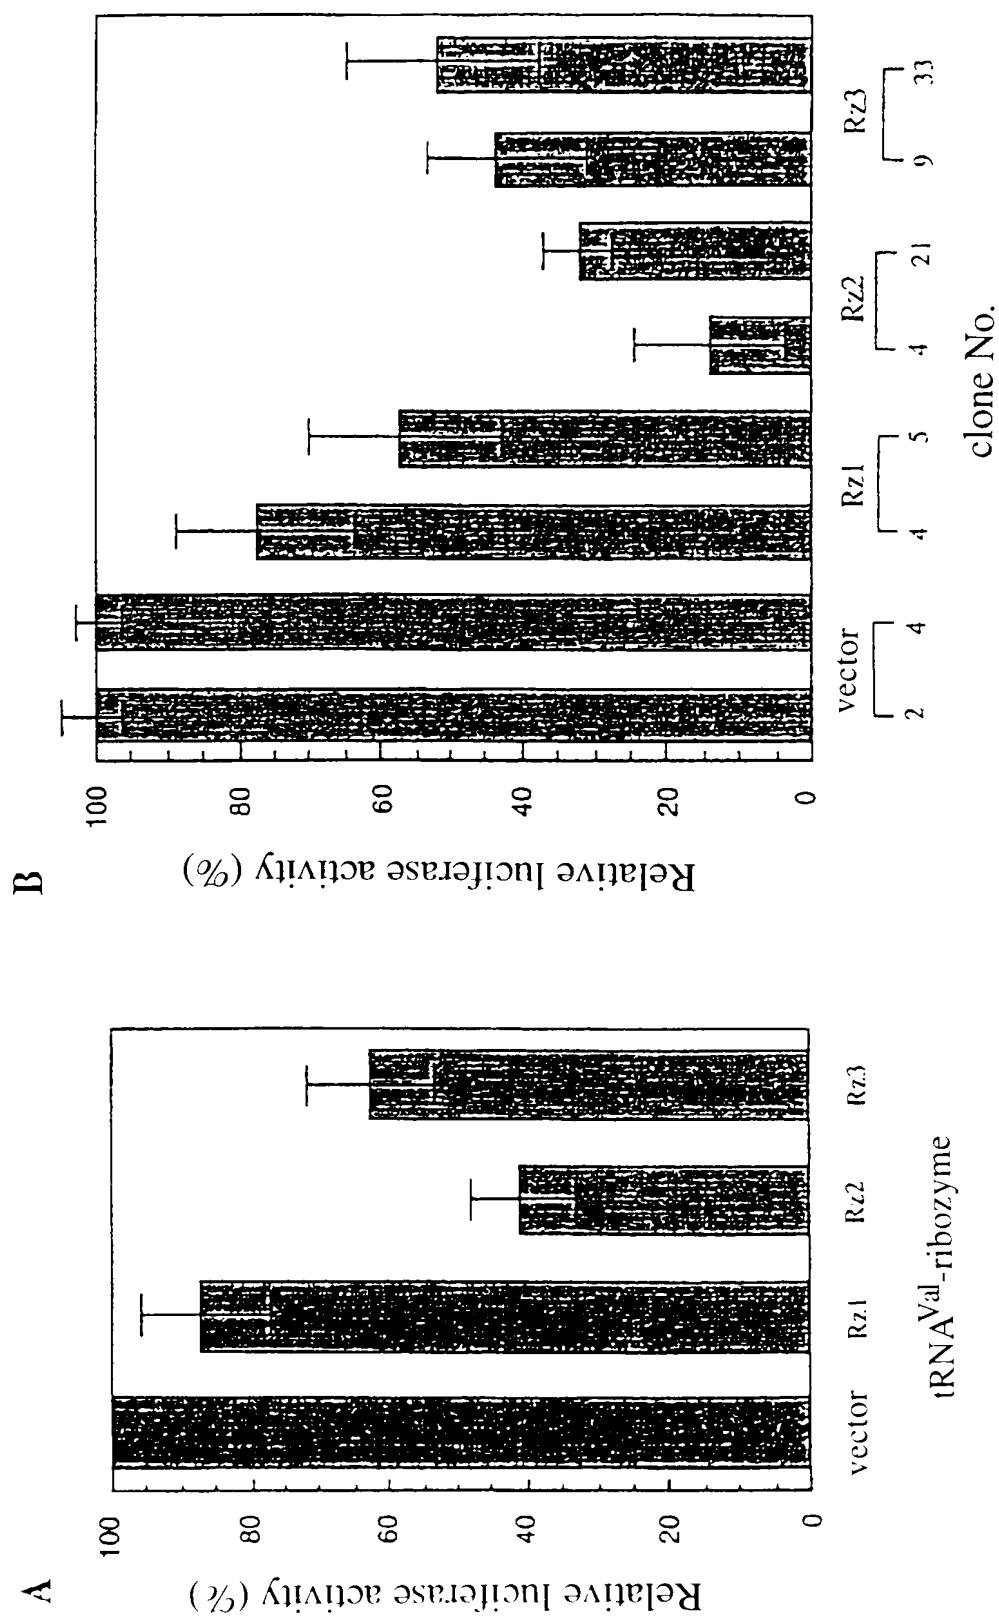 A
Relative luciferase activity (%)
100
80
60
40
20
0
vector Rz1 Rz2 Rz3
tRNAVal-ribozyme
B
Relative luciferase activity (%)
100
80
60
40
20
0
vector Rz1 Rz2 Rz3
2 4 4 5 4 21 9 33
clone No.